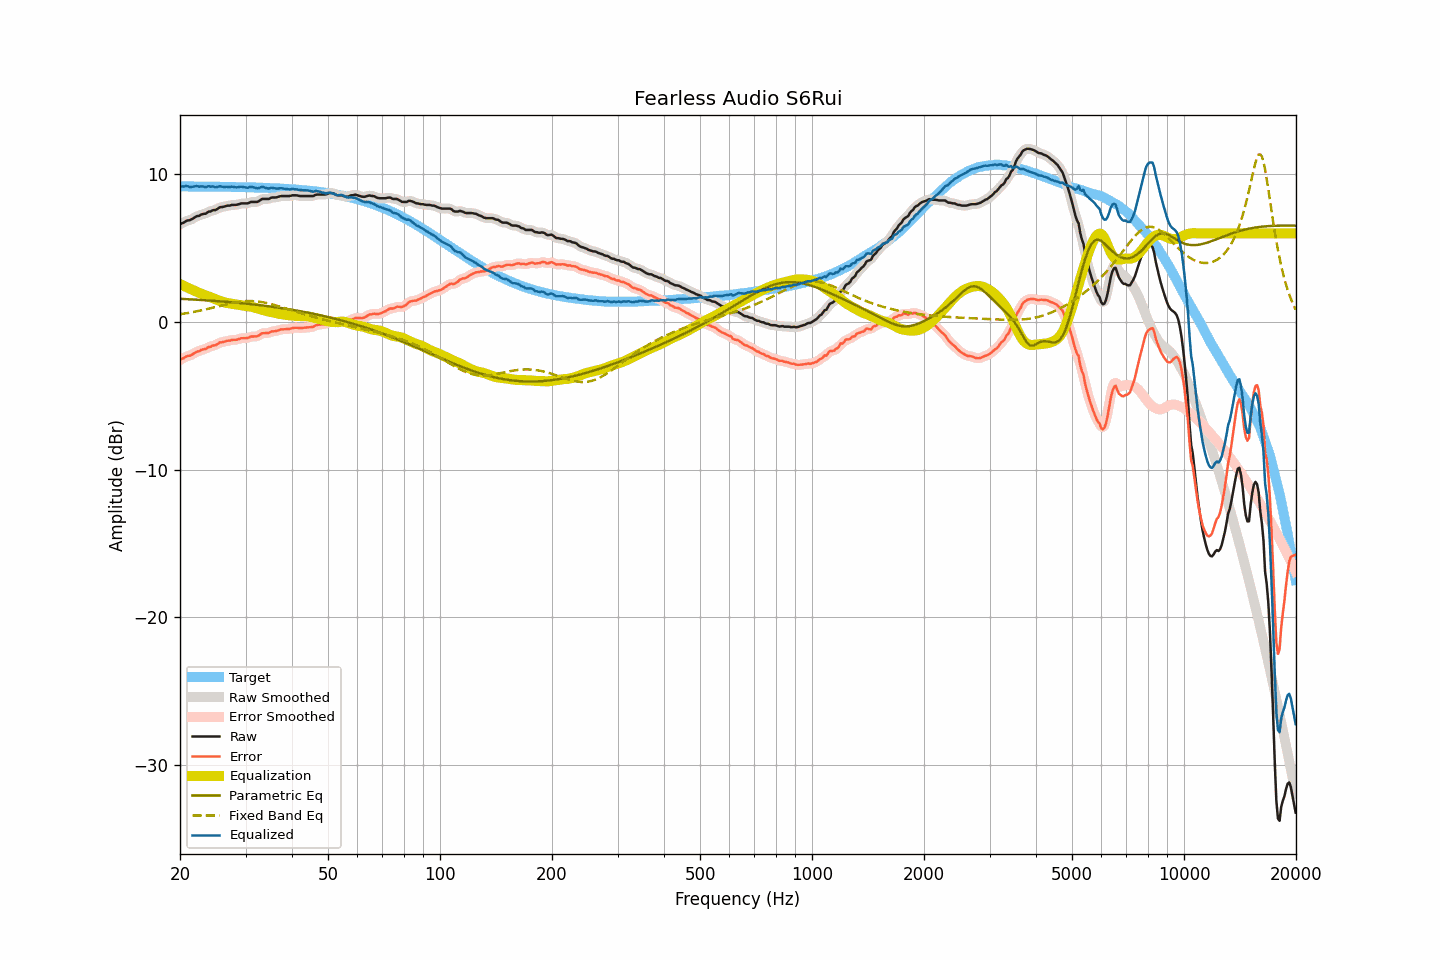 Fearless Audio S6Rui
Amplitude (dBr)
10
0
−10
−20
−30
Target
Raw Smoothed
Error Smoothed
Raw
Error
Equalization
Parametric Eq
Fixed Band Eq
Equalized
20 50 100 200 500 1000 2000 5000 10000 20000
Frequency (Hz)